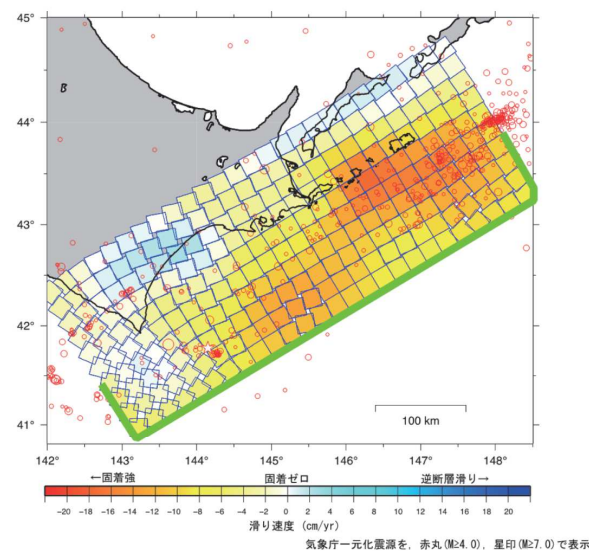 45°
44°
43°
42°
41°
100 km
142° 143° 144° 145° 146° 147° 148°
←固着強 固着ゼロ 逆断層滑り→
-20 -18 -16 -14 -12 -10 -8 -6 -4 -2 0 2 4 6 8 10 12 14 16 18 20
滑り速度 (cm/yr)
気象庁一元化震源を, 赤丸(M≥4.0), 星印(M≥7.0)で表示